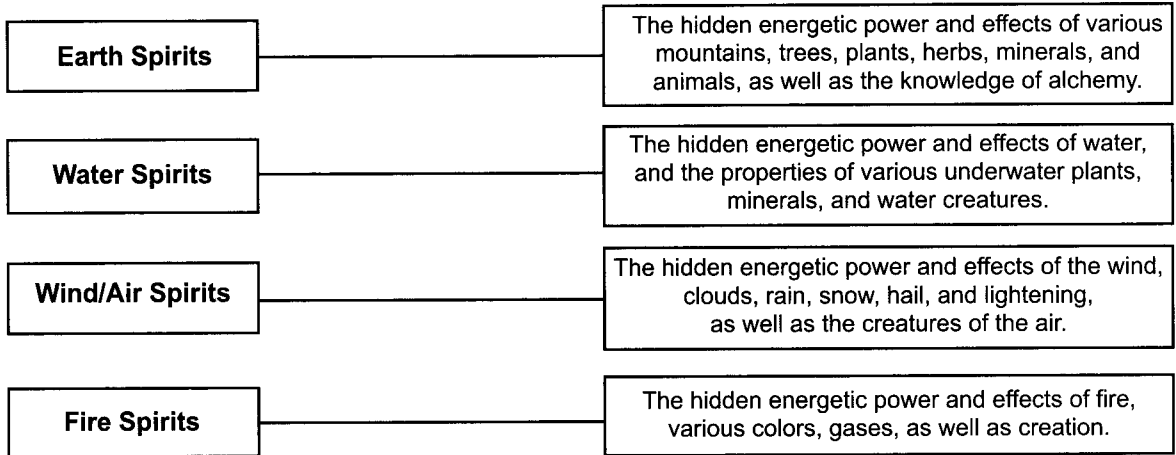 Earth Spirits
The hidden energetic power and effects of various
mountains, trees, plants, herbs, minerals, and
animals, as well as the knowledge of alchemy.
Water Spirits
The hidden energetic power and effects of water,
and the properties of various underwater plants,
minerals, and water creatures.
Wind/Air Spirits
The hidden energetic power and effects of the wind,
clouds, rain, snow, hail, and lightening,
as well as the creatures of the air.
Fire Spirits
The hidden energetic power and effects of fire,
various colors, gases, as well as creation.